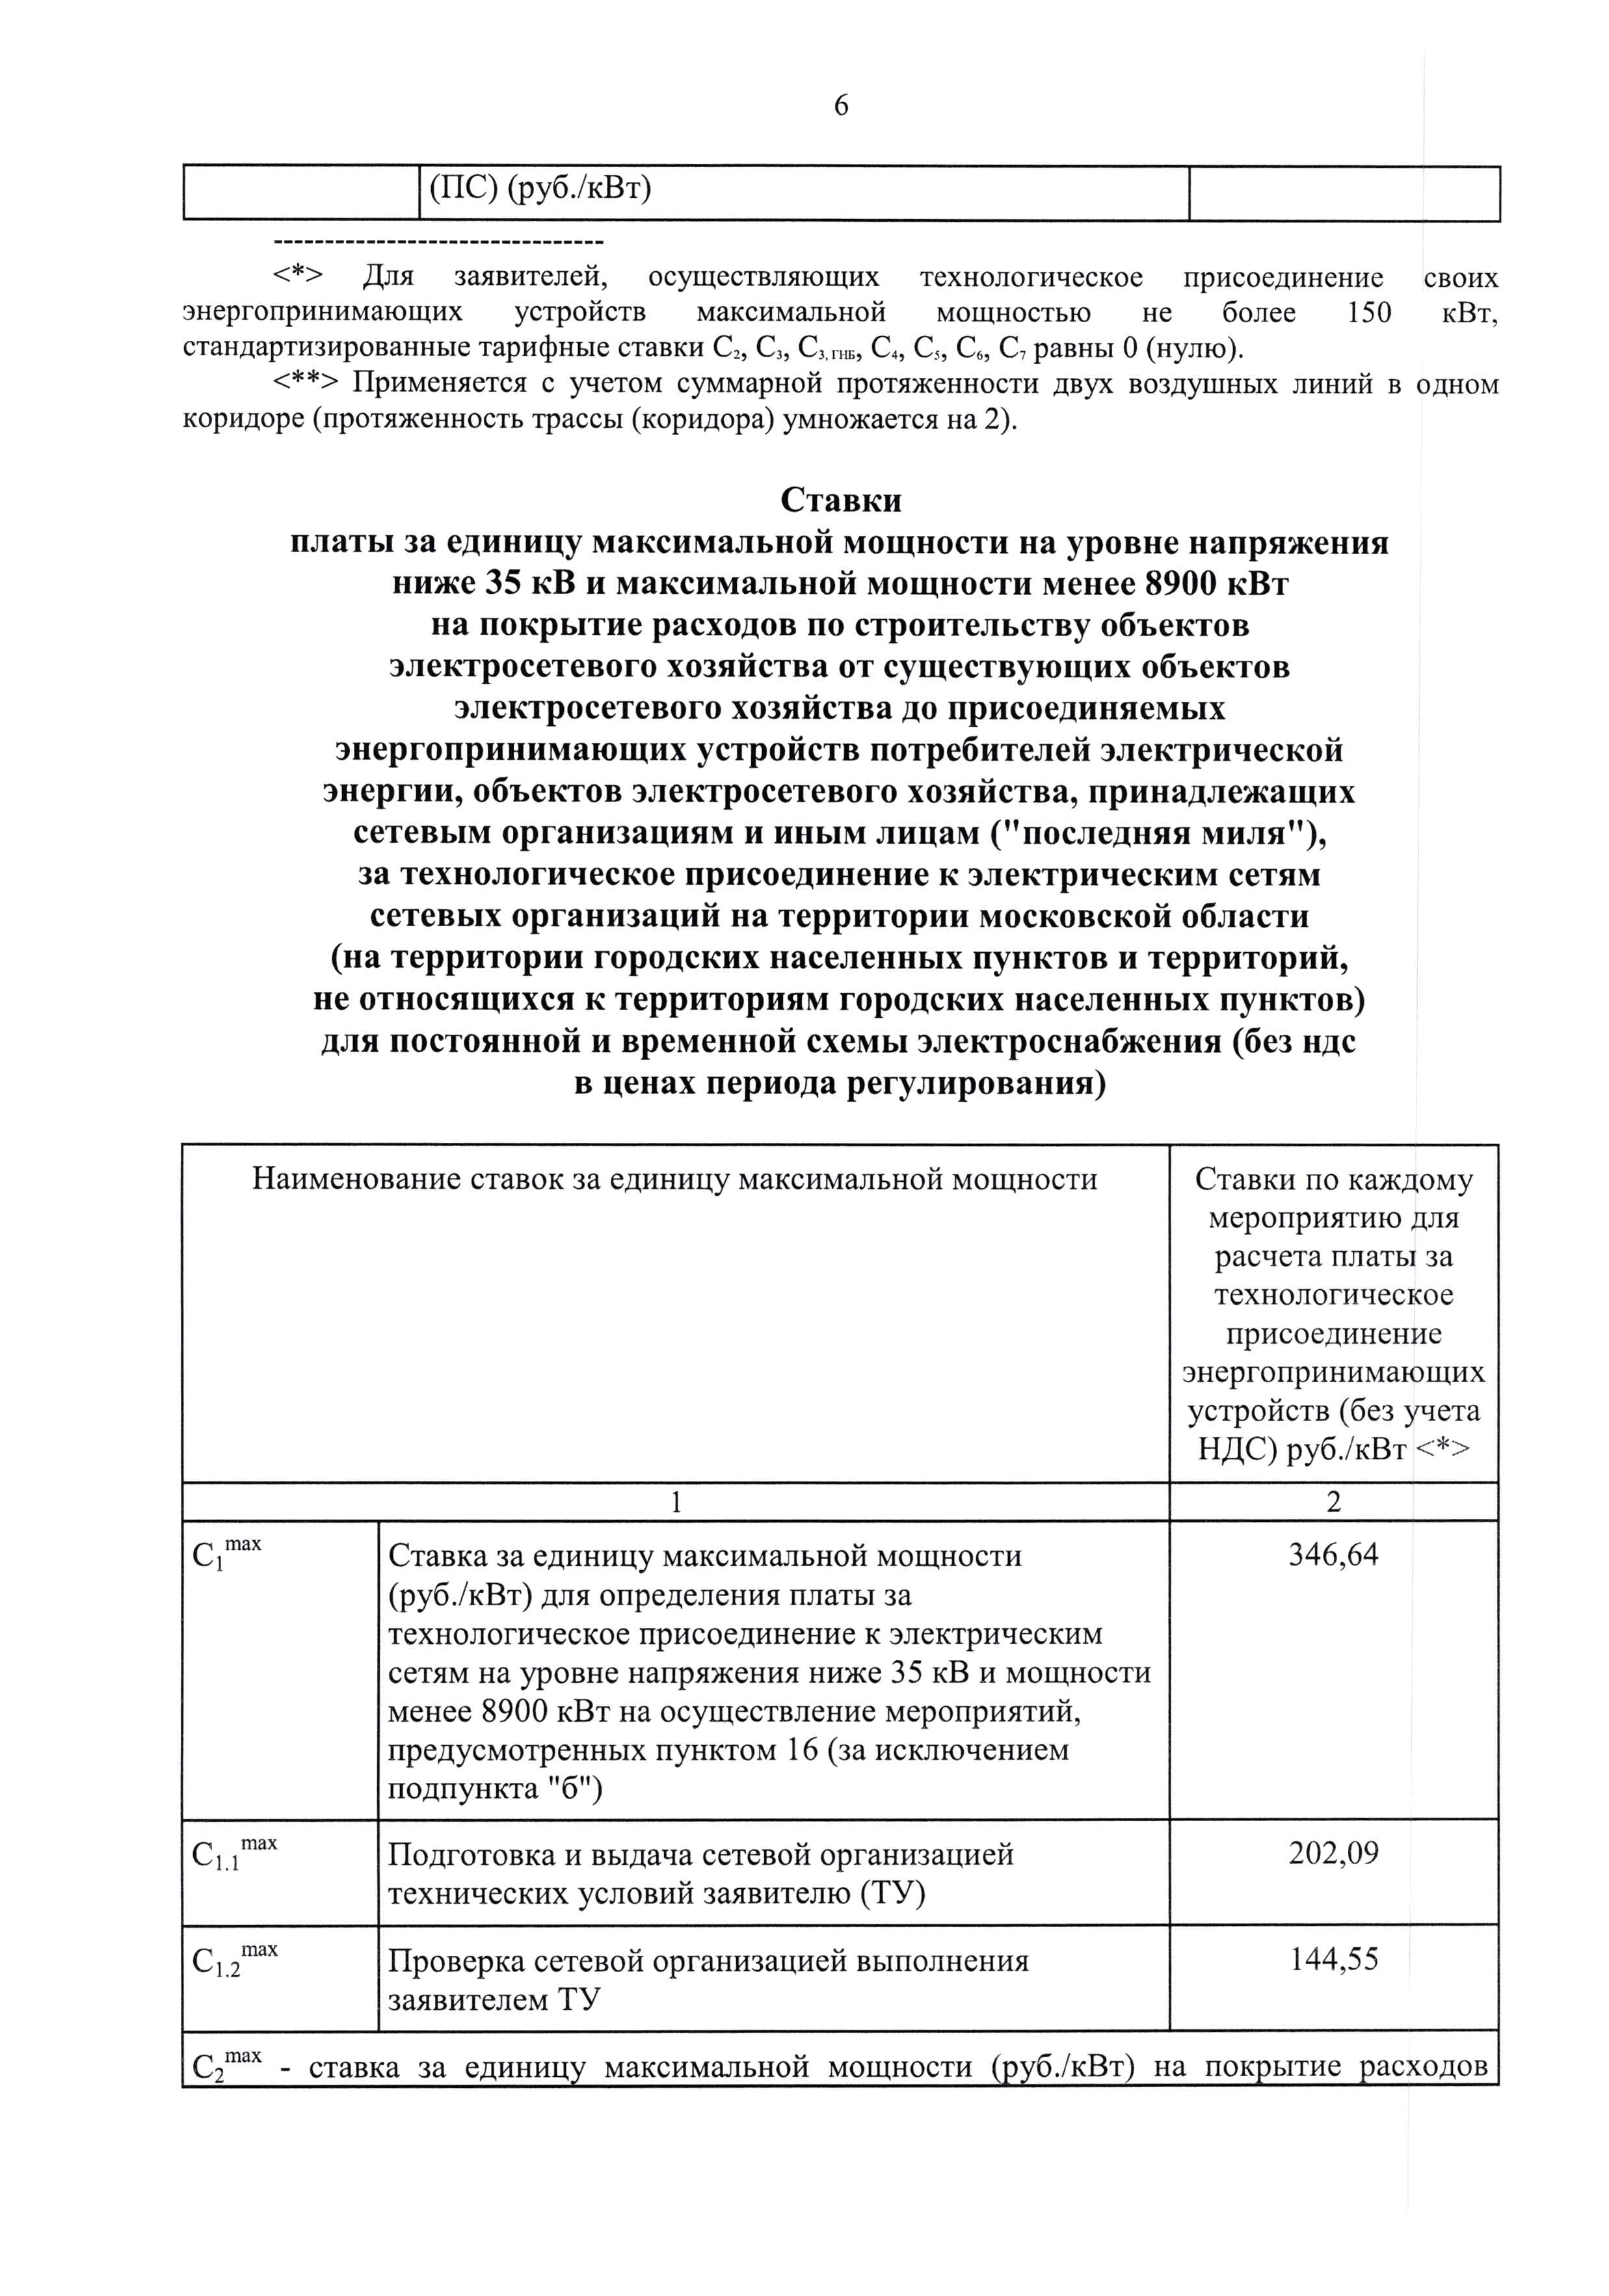 6
(ПС) (руб./кВт)
--------------------------------
<*> Для заявителей, осуществляющих технологическое присоединение своих
энергопринимающих устройств максимальной мощностью не более 150 кВт,
стандартизированные тарифные ставки С₂, С₃, С₃, ГНБ, С₄, С₅, С₆, С₇ равны 0 (нулю).
<**> Применяется с учетом суммарной протяженности двух воздушных линий в одном
коридоре (протяженность трассы (коридора) умножается на 2).
Ставки
платы за единицу максимальной мощности на уровне напряжения
ниже 35 кВ и максимальной мощности менее 8900 кВт
на покрытие расходов по строительству объектов
электросетевого хозяйства от существующих объектов
электросетевого хозяйства до присоединяемых
энергопринимающих устройств потребителей электрической
энергии, объектов электросетевого хозяйства, принадлежащих
сетевым организациям и иным лицам ("последняя миля"),
за технологическое присоединение к электрическим сетям
сетевых организаций на территории московской области
(на территории городских населенных пунктов и территорий,
не относящихся к территориям городских населенных пунктов)
для постоянной и временной схемы электроснабжения (без ндс
в ценах периода регулирования)
Наименование ставок за единицу максимальной мощности
Ставки по каждому
мероприятию для
расчета платы за
технологическое
присоединение
энергопринимающих
устройств (без учета
НДС) руб./кВт <*>
1
2
C₁max
Ставка за единицу максимальной мощности
(руб./кВт) для определения платы за
технологическое присоединение к электрическим
сетям на уровне напряжения ниже 35 кВ и мощности
менее 8900 кВт на осуществление мероприятий,
предусмотренных пунктом 16 (за исключением
подпункта "б")
346,64
C₁.₁max
Подготовка и выдача сетевой организацией
технических условий заявителю (ТУ)
202,09
C₁.₂max
Проверка сетевой организацией выполнения
заявителем ТУ
144,55
C₂max - ставка за единицу максимальной мощности (руб./кВт) на покрытие расходов